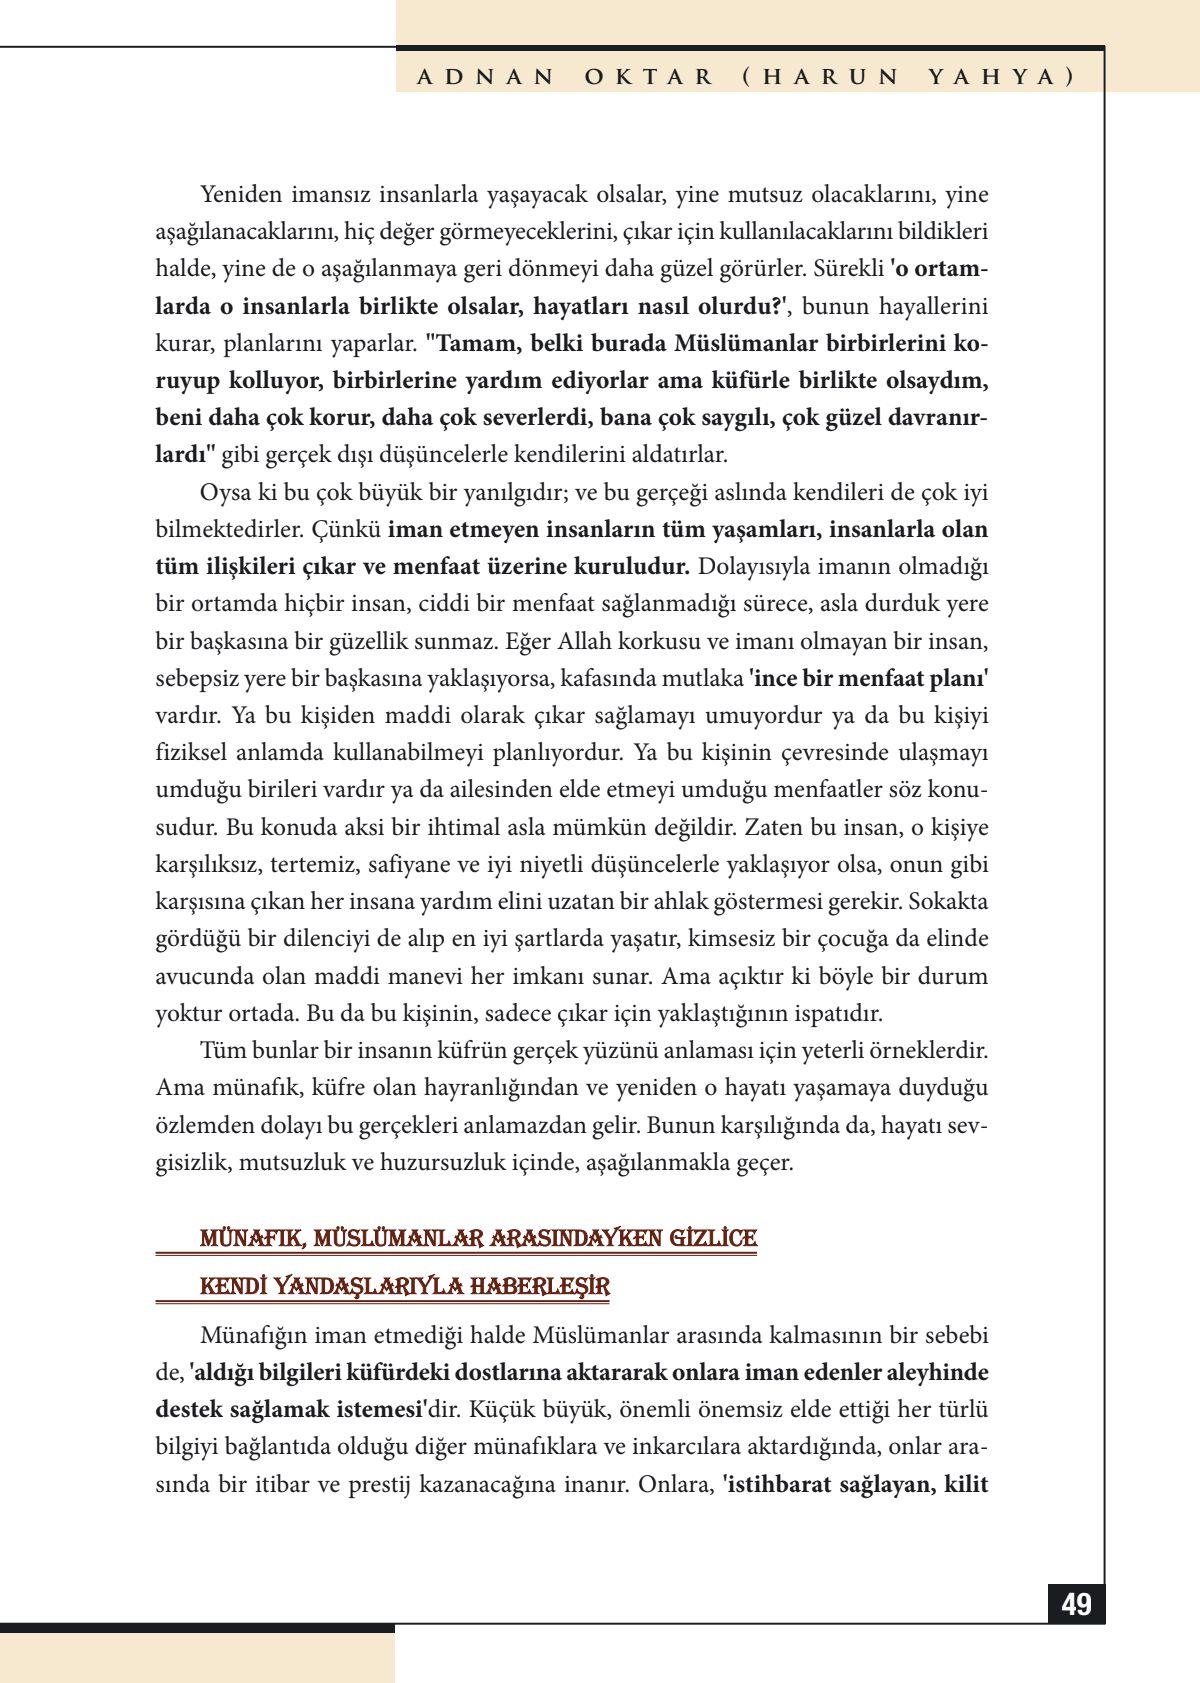 ADNAN OKTAR (HARUN YAHYA)
Yeniden imansız insanlarla yaşayacak olsalar, yine mutsuz olacaklarını, yine
aşağılanacaklarını, hiç değer görmeyeceklerini, çıkar için kullanılacaklarını bildikleri
halde, yine de o aşağılanmaya geri dönmeyi daha güzel görürler. Sürekli 'o ortam-
larda o insanlarla birlikte olsalar, hayatları nasıl olurdu?', bunun hayallerini
kurar, planlarını yaparlar. "Tamam, belki burada Müslümanlar birbirlerini ko-
ruyup kolluyor, birbirlerine yardım ediyorlar ama küfürle birlikte olsaydım,
beni daha çok korur, daha çok severlerdi, bana çok saygılı, çok güzel davranır-
lardı" gibi gerçek dışı düşüncelerle kendilerini aldatırlar.
Oysa ki bu çok büyük bir yanılgıdır; ve bu gerçeği aslında kendileri de çok iyi
bilmektedirler. Çünkü iman etmeyen insanların tüm yaşamları, insanlarla olan
tüm ilişkileri çıkar ve menfaat üzerine kuruludur. Dolayısıyla imanın olmadığı
bir ortamda hiçbir insan, ciddi bir menfaat sağlanmadığı sürece, asla durduk yere
bir başkasına bir güzellik sunmaz. Eğer Allah korkusu ve imanı olmayan bir insan,
sebepsiz yere bir başkasına yaklaşıyorsa, kafasında mutlaka 'ince bir menfaat planı'
vardır. Ya bu kişiden maddi olarak çıkar sağlamayı umuyordur ya da bu kişiyi
fiziksel anlamda kullanabilmeyi planlıyordur. Ya bu kişinin çevresinde ulaşmayı
umduğu birileri vardır ya da ailesinden elde etmeyi umduğu menfaatler söz konu-
sudur. Bu konuda aksi bir ihtimal asla mümkün değildir. Zaten bu insan, o kişiye
karşılıksız, tertemiz, safiyane ve iyi niyetli düşüncelerle yaklaşıyor olsa, onun gibi
karşısına çıkan her insana yardım elini uzatan bir ahlak göstermesi gerekir. Sokakta
gördüğü bir dilenciyi de alıp en iyi şartlarda yaşatır, kimsesiz bir çocuğa da elinde
avucunda olan maddi manevi her imkanı sunar. Ama açıktır ki böyle bir durum
yoktur ortada. Bu da bu kişinin, sadece çıkar için yaklaştığının ispatıdır.
Tüm bunlar bir insanın küfrün gerçek yüzünü anlaması için yeterli örneklerdir.
Ama münafık, küfre olan hayranlığından ve yeniden o hayatı yaşamaya duyduğu
özlemden dolayı bu gerçekleri anlamazdan gelir. Bunun karşılığında da, hayatı sev-
gisizlik, mutsuzluk ve huzursuzluk içinde, aşağılanmakla geçer.
MÜNAFIK, MÜSLÜMANLAR ARASINDAYKEN GİZLİCE
KENDİ YANDAŞLARIYLA HABERLEŞİR
Münafığın iman etmediği halde Müslümanlar arasında kalmasının bir sebebi
de, 'aldığı bilgileri küfürdeki dostlarına aktararak onlara iman edenler aleyhinde
destek sağlamak istemesi'dir. Küçük büyük, önemli önemsiz elde ettiği her türlü
bilgiyi bağlantıda olduğu diğer münafıklara ve inkarcılara aktardığında, onlar ara-
sında bir itibar ve prestij kazanacağına inanır. Onlara, 'istihbarat sağlayan, kilit
49